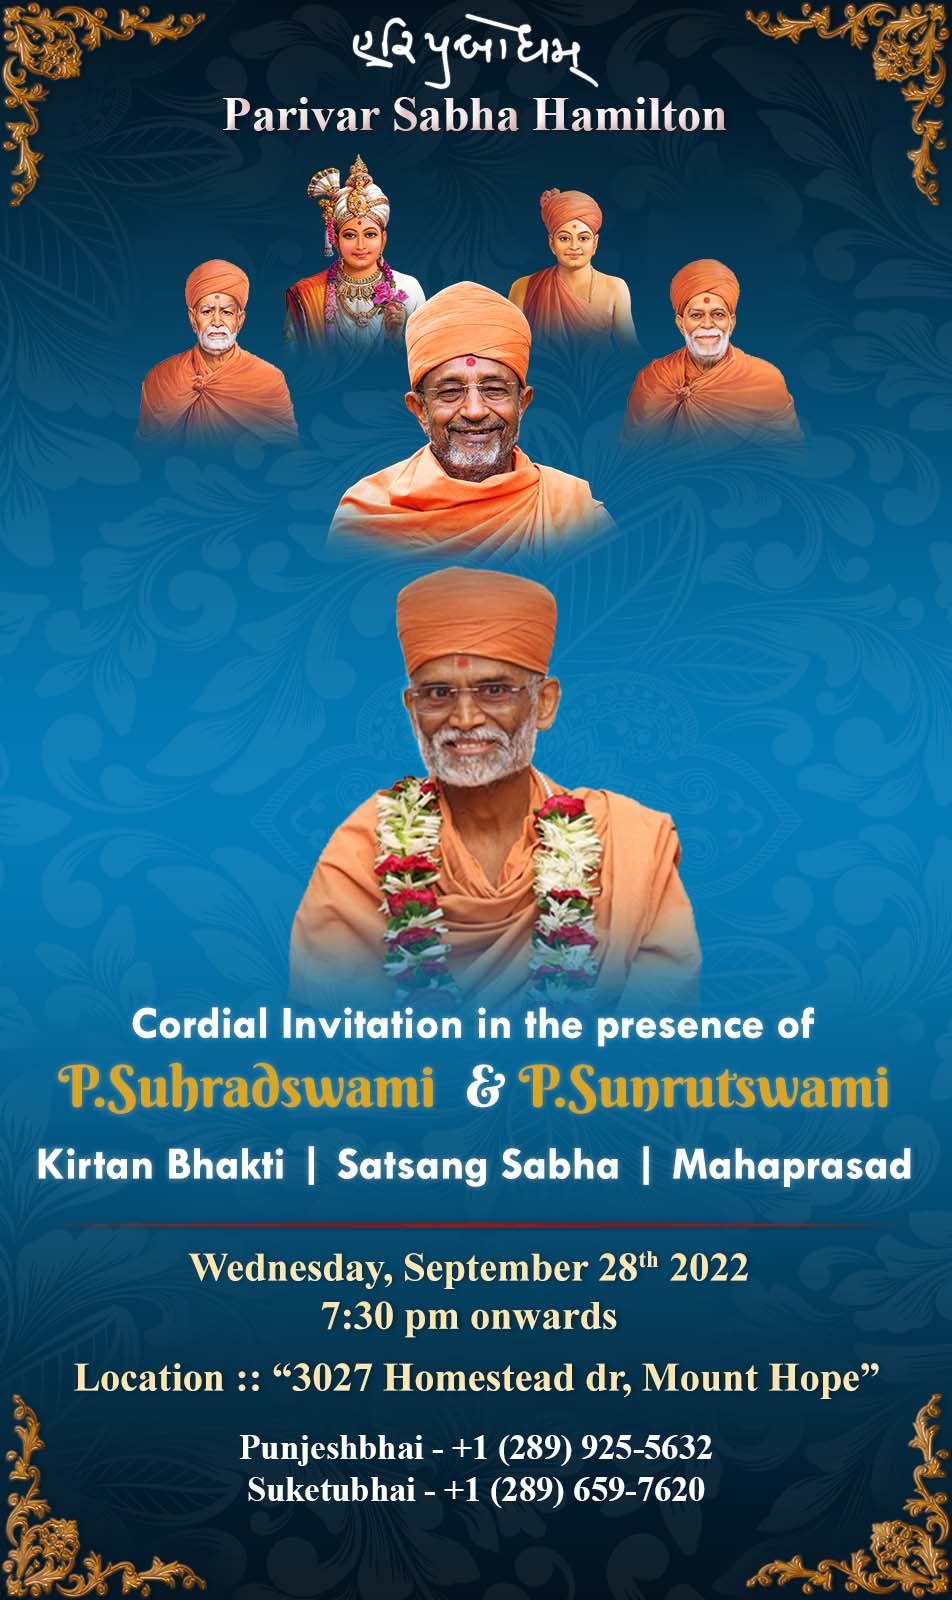 હરિપ્રબોધમ્
Parivar Sabha Hamilton
Cordial Invitation in the presence of
P.Suhradswami & P.Sunrutswami
Kirtan Bhakti | Satsang Sabha | Mahaprasad
Wednesday, September 28th 2022
7:30 pm onwards
Location :: “3027 Homestead dr, Mount Hope”
Punjeshbhai - +1 (289) 925-5632
Suketubhai - +1 (289) 659-7620